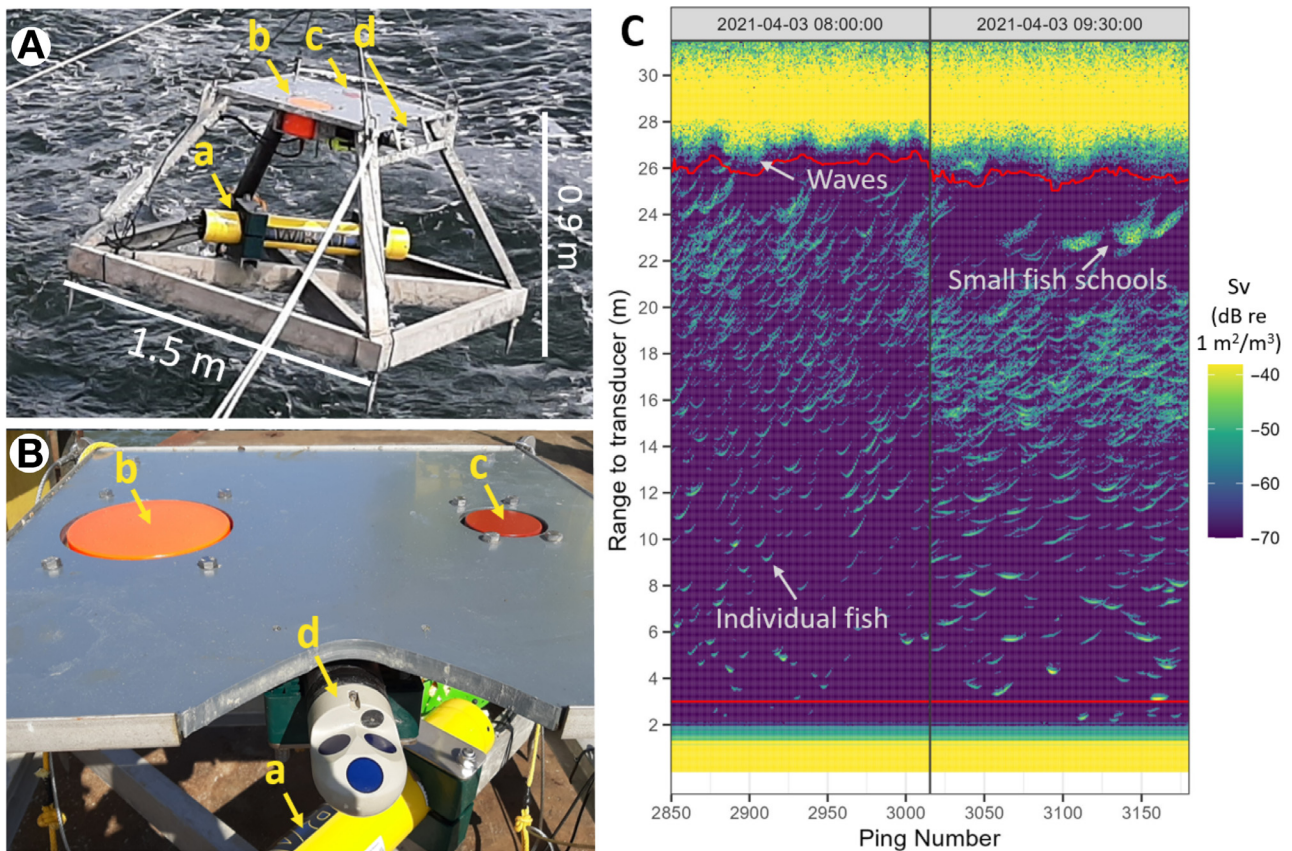 A
b
c
d
a
1.5 m
0.9 m
B
b
c
d
a
C
2021-04-03 08:00:00
2021-04-03 09:30:00
30
28
26
24
22
20
18
16
14
12
10
8
6
4
2
Range to transducer (m)
Waves
Small fish schools
Individual fish
2850
2900
2950
3000
3050
3100
3150
Ping Number
Sv
(dB re
1 m²/m³)
−40
−50
−60
−70